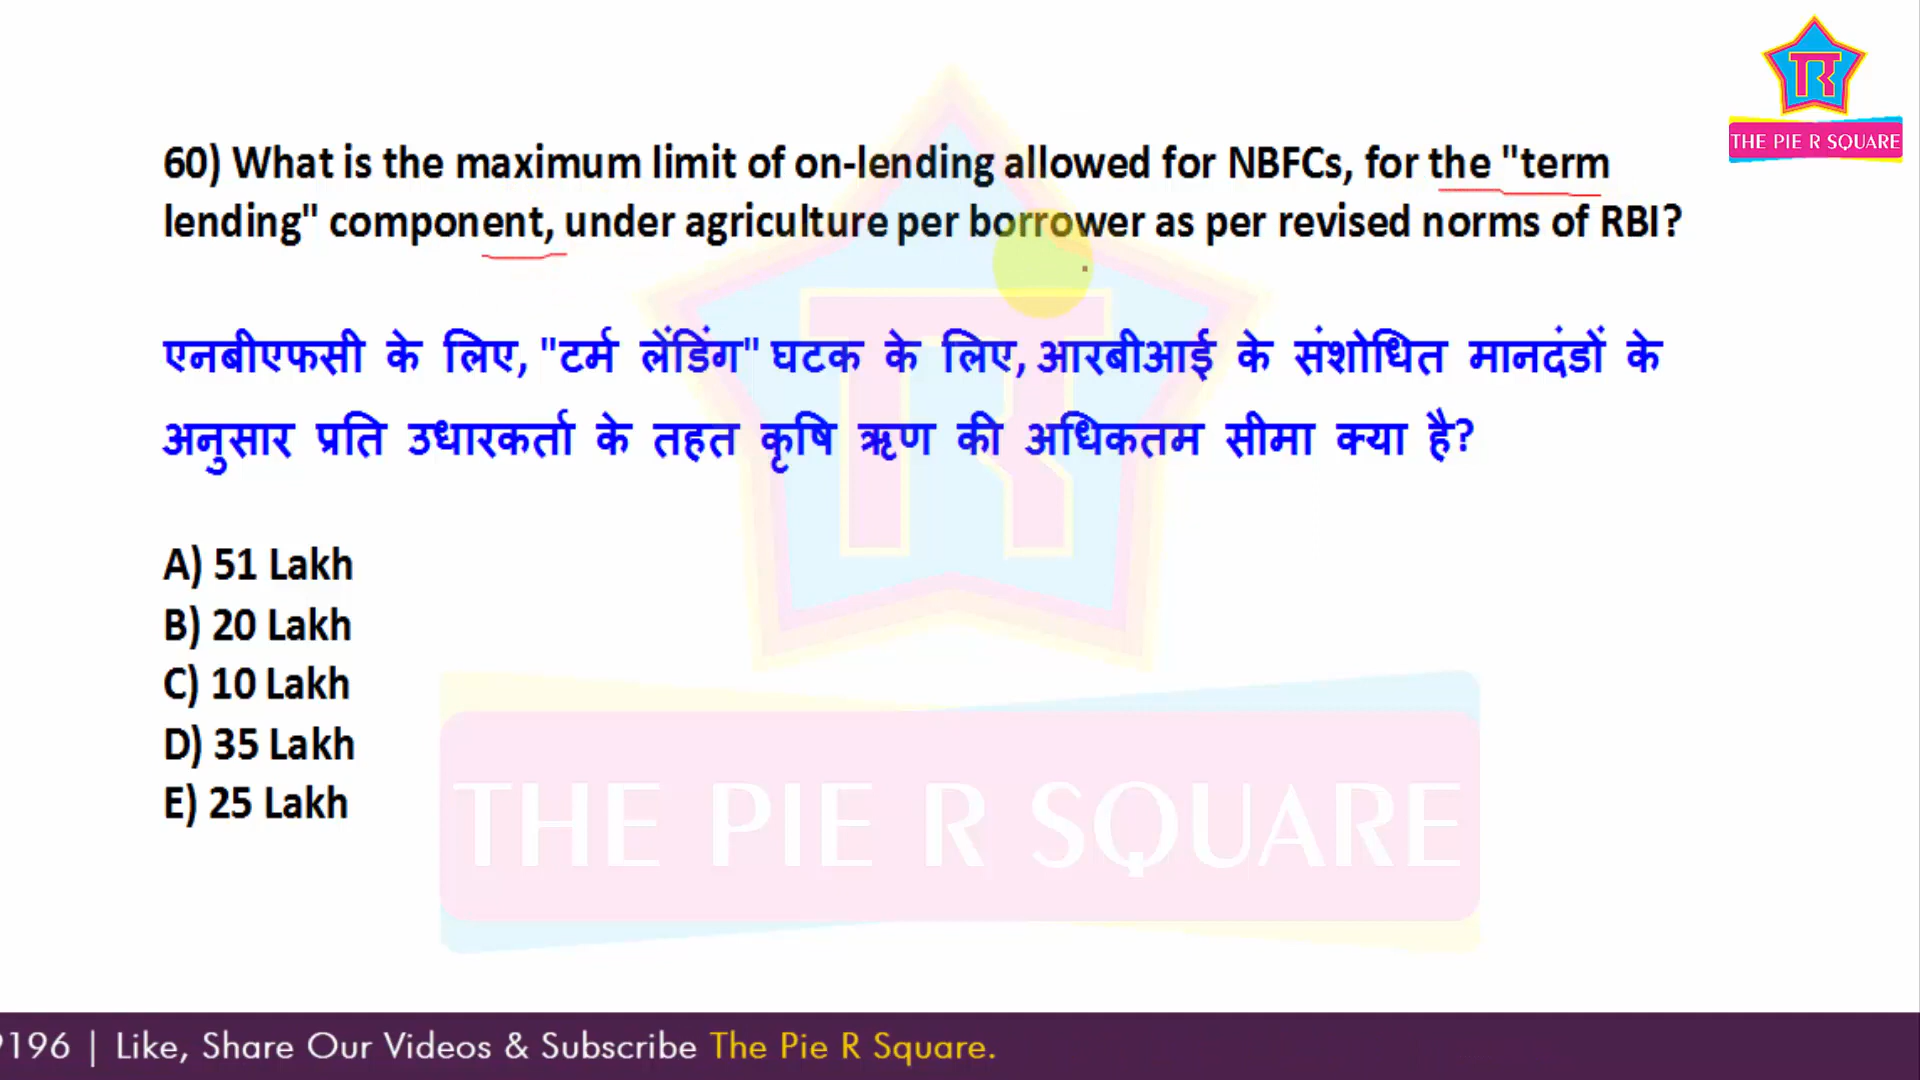 THE PIE R SQUARE
60) What is the maximum limit of on-lending allowed for NBFCs, for the "term
lending" component, under agriculture per borrower as per revised norms of RBI?
एनबीएफसी के लिए, "टर्म लेंडिंग" घटक के लिए, आरबीआई के संशोधित मानदंडों के
अनुसार प्रति उधारकर्ता के तहत कृषि ऋण की अधिकतम सीमा क्या है?
A) 51 Lakh
B) 20 Lakh
C) 10 Lakh
D) 35 Lakh
E) 25 Lakh
THE PIE R SQUARE
9196 | Like, Share Our Videos & Subscribe The Pie R Square.